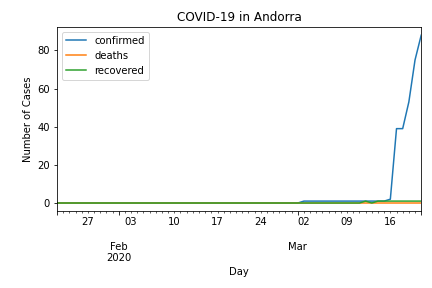 COVID-19 in Andorra
confirmed
deaths
recovered
Number of Cases
80
60
40
20
0
27 03 10 17 24 02 09 16
Feb Mar
2020
Day